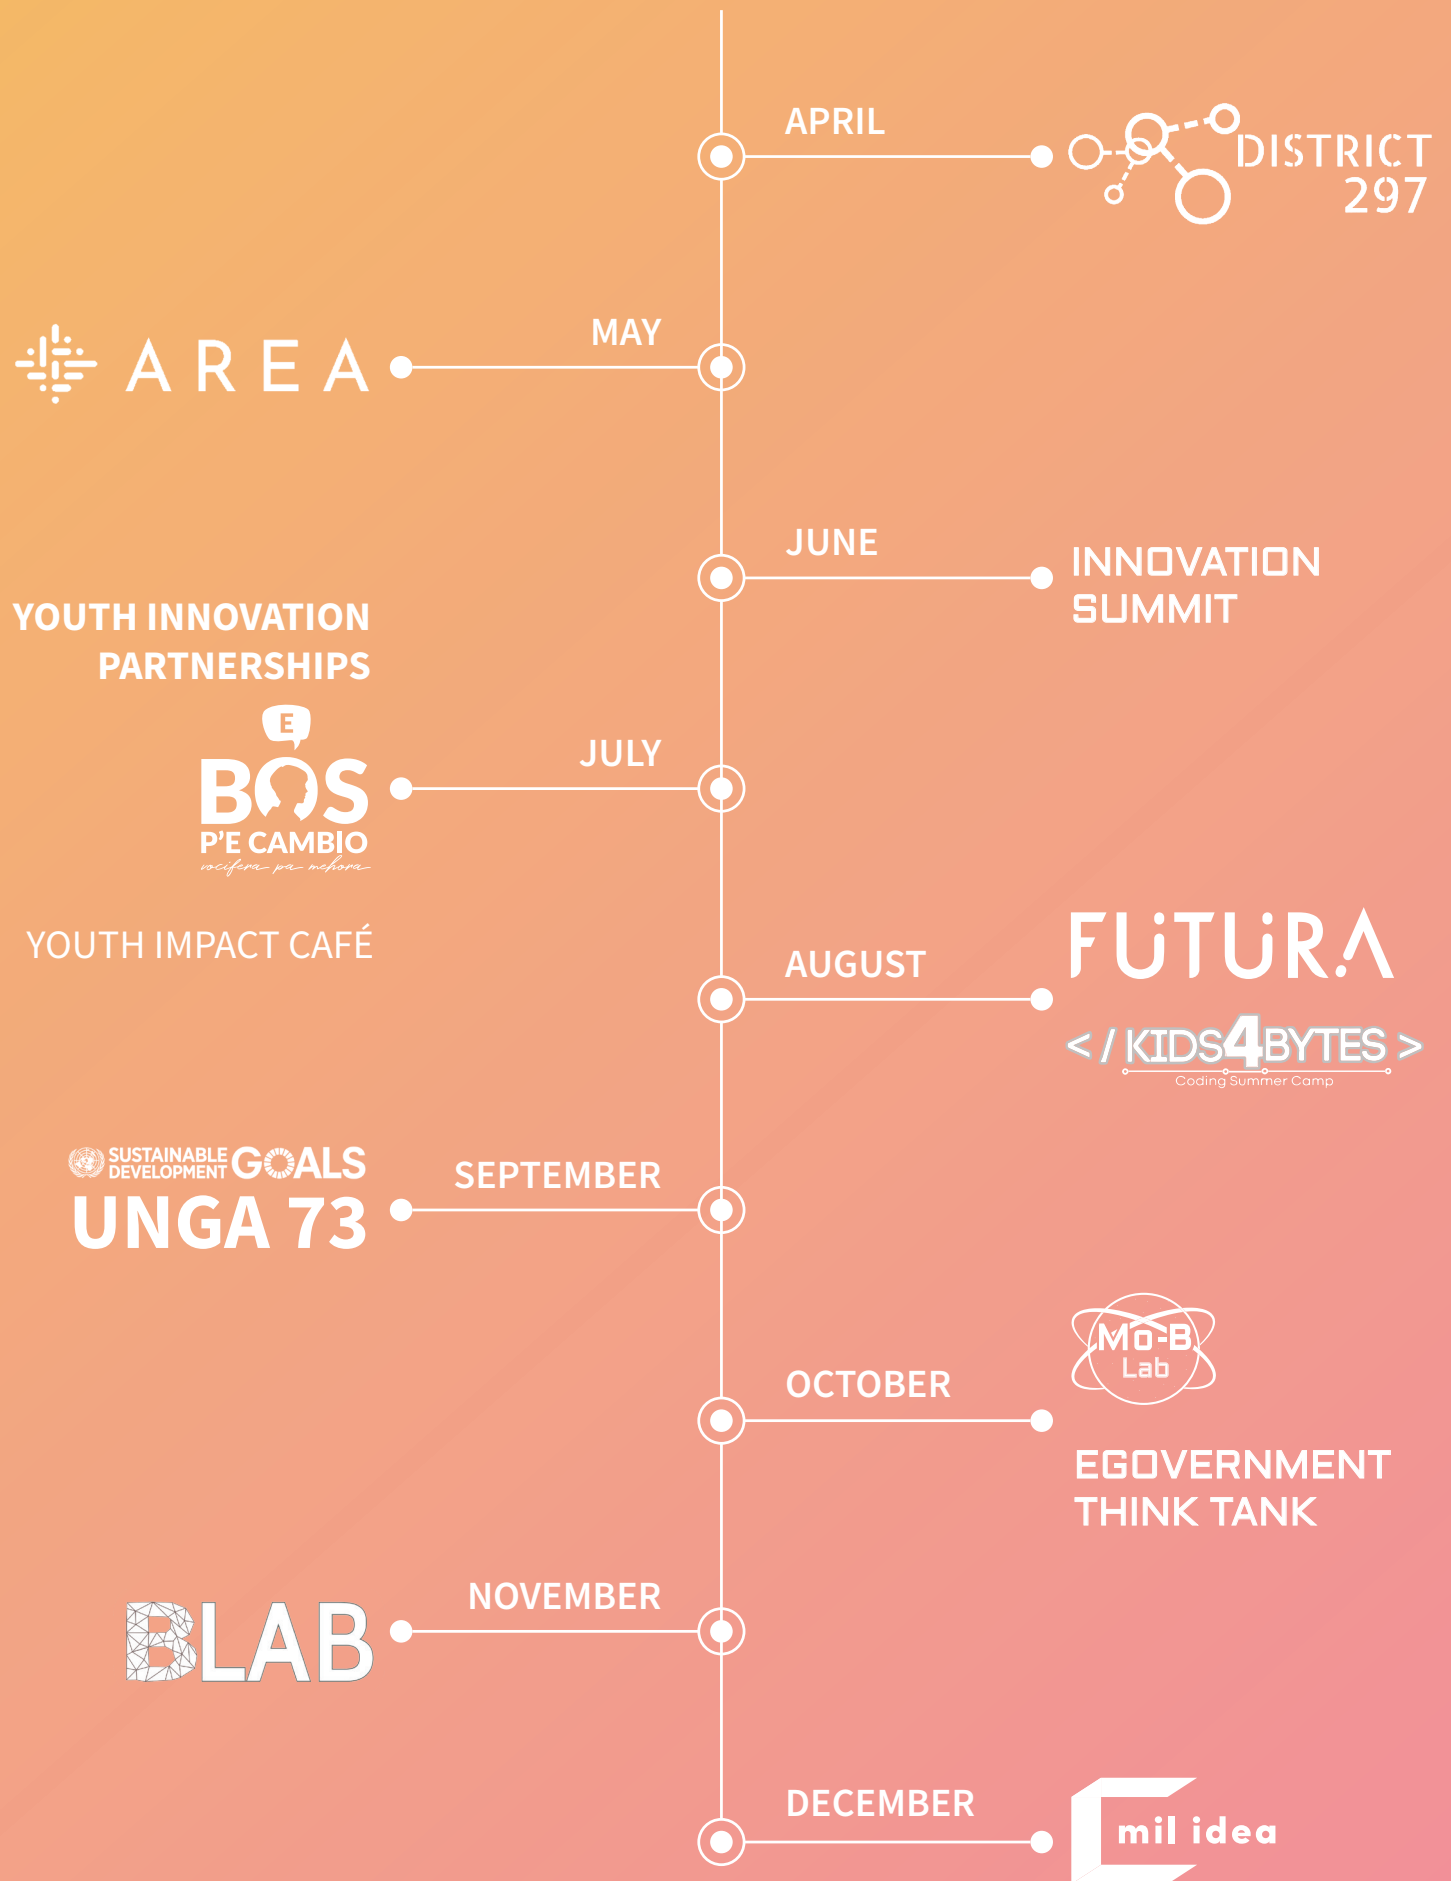 APRIL
DISTRICT
297
MAY
AREA
JUNE
INNOVATION
SUMMIT
YOUTH INNOVATION
PARTNERSHIPS
JULY
E
BOS
P'E CAMBIO
vocifera pa mehora
YOUTH IMPACT CAFÉ
AUGUST
FUTURA
</KIDS4BYTES>
Coding Summer Camp
SEPTEMBER
SUSTAINABLE
DEVELOPMENT GOALS
UNGA 73
OCTOBER
Mo-B
Lab
EGOVERNMENT
THINK TANK
NOVEMBER
BLAB
DECEMBER
mil idea